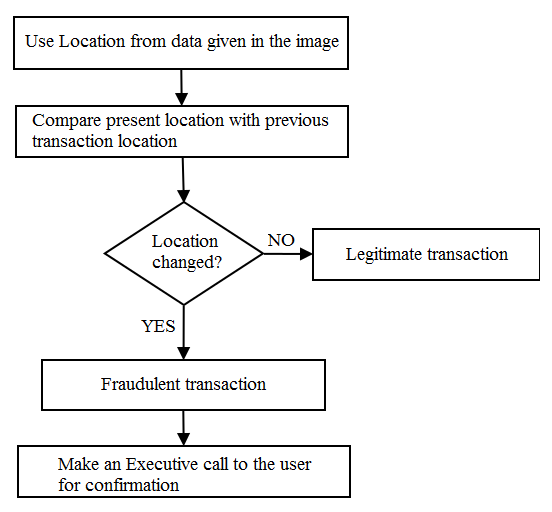 Use Location from data given in the image
Compare present location with previous
transaction location
Location
changed?
NO
Legitimate transaction
YES
Fraudulent transaction
Make an Executive call to the user
for confirmation